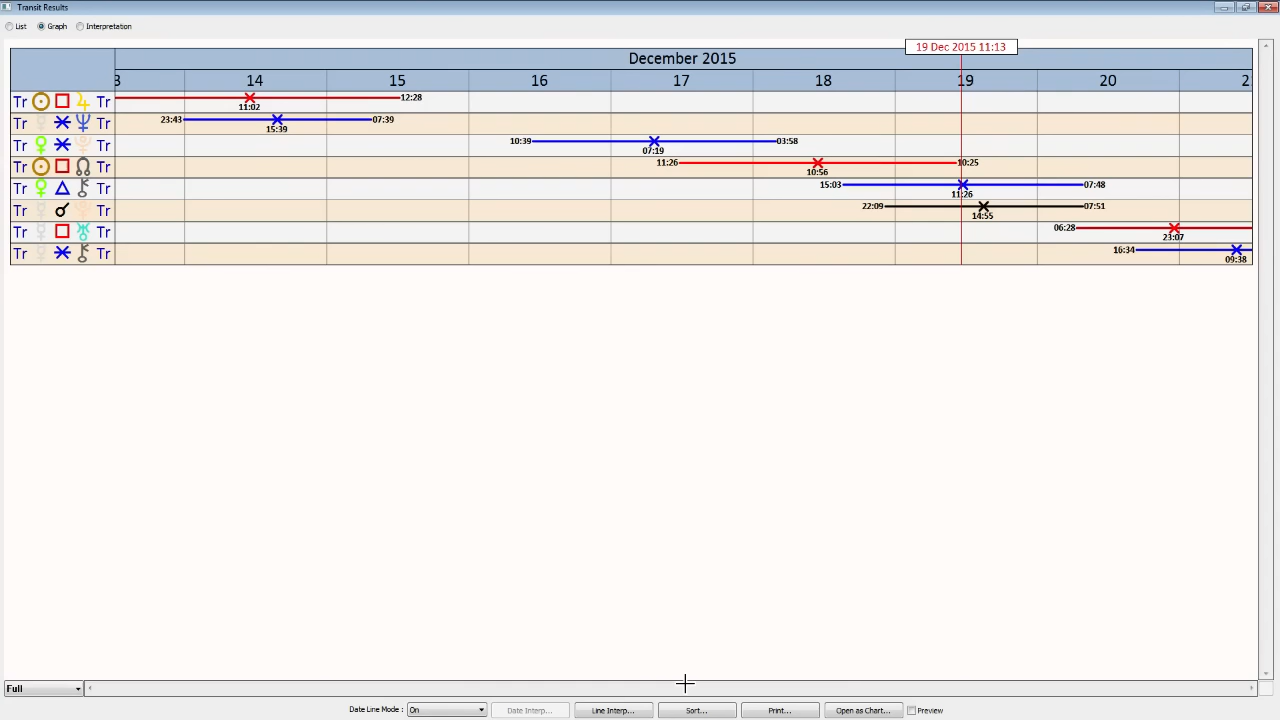 Transit Results
List Graph Interpretation
19 Dec 2015 11:13
December 2015
3 14 15 16 17 18 19 20 2
Tr Tr 12:28
11:02
Tr Tr 23:43 07:39
15:39
Tr Tr 10:39 03:58
07:19
Tr Tr 11:26 10:25
10:56
Tr Tr 15:03 07:48
11:26
Tr Tr 22:09 07:51
14:55
Tr Tr 06:28
23:07
Tr Tr 16:34
09:38
Full
Date Line Mode : On Date Interp... Line Interp... Sort... Print... Open as Chart... Preview